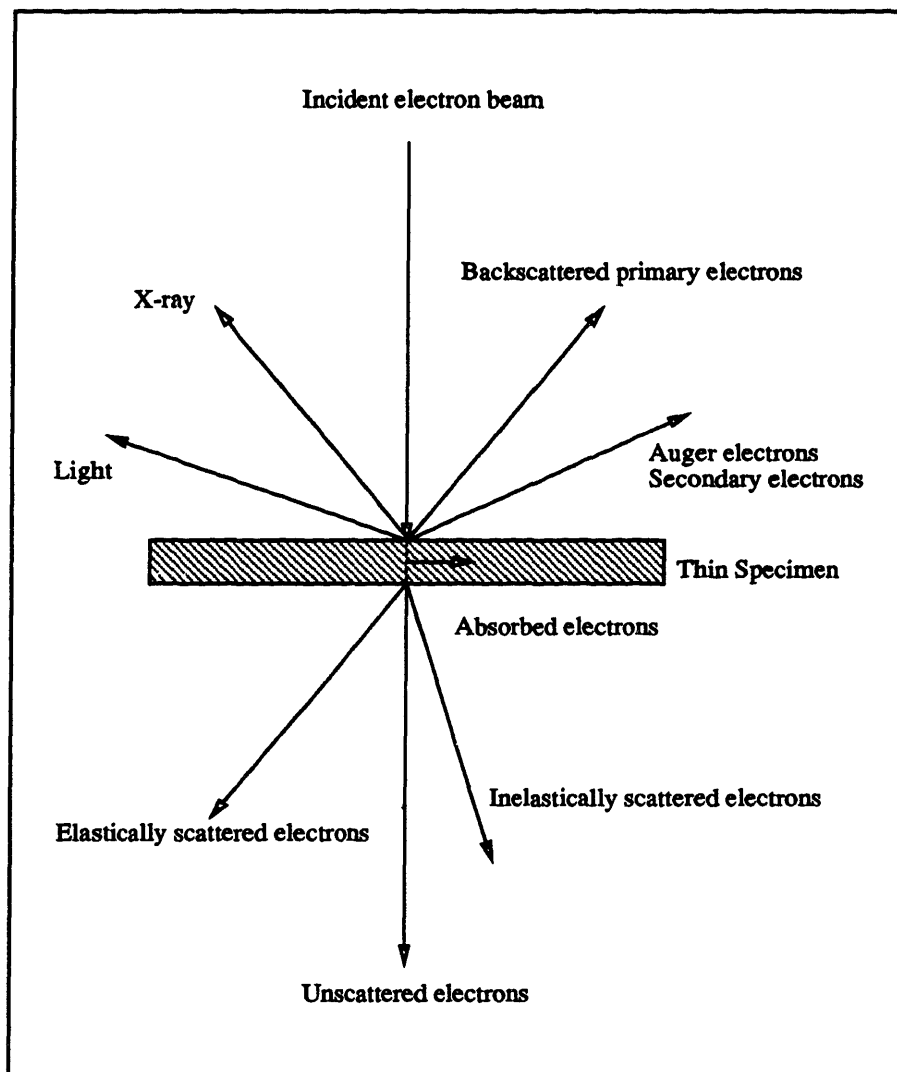 Incident electron beam
Backscattered primary electrons
X-ray
Auger electrons
Secondary electrons
Light
Thin Specimen
Absorbed electrons
Inelastically scattered electrons
Elastically scattered electrons
Unscattered electrons